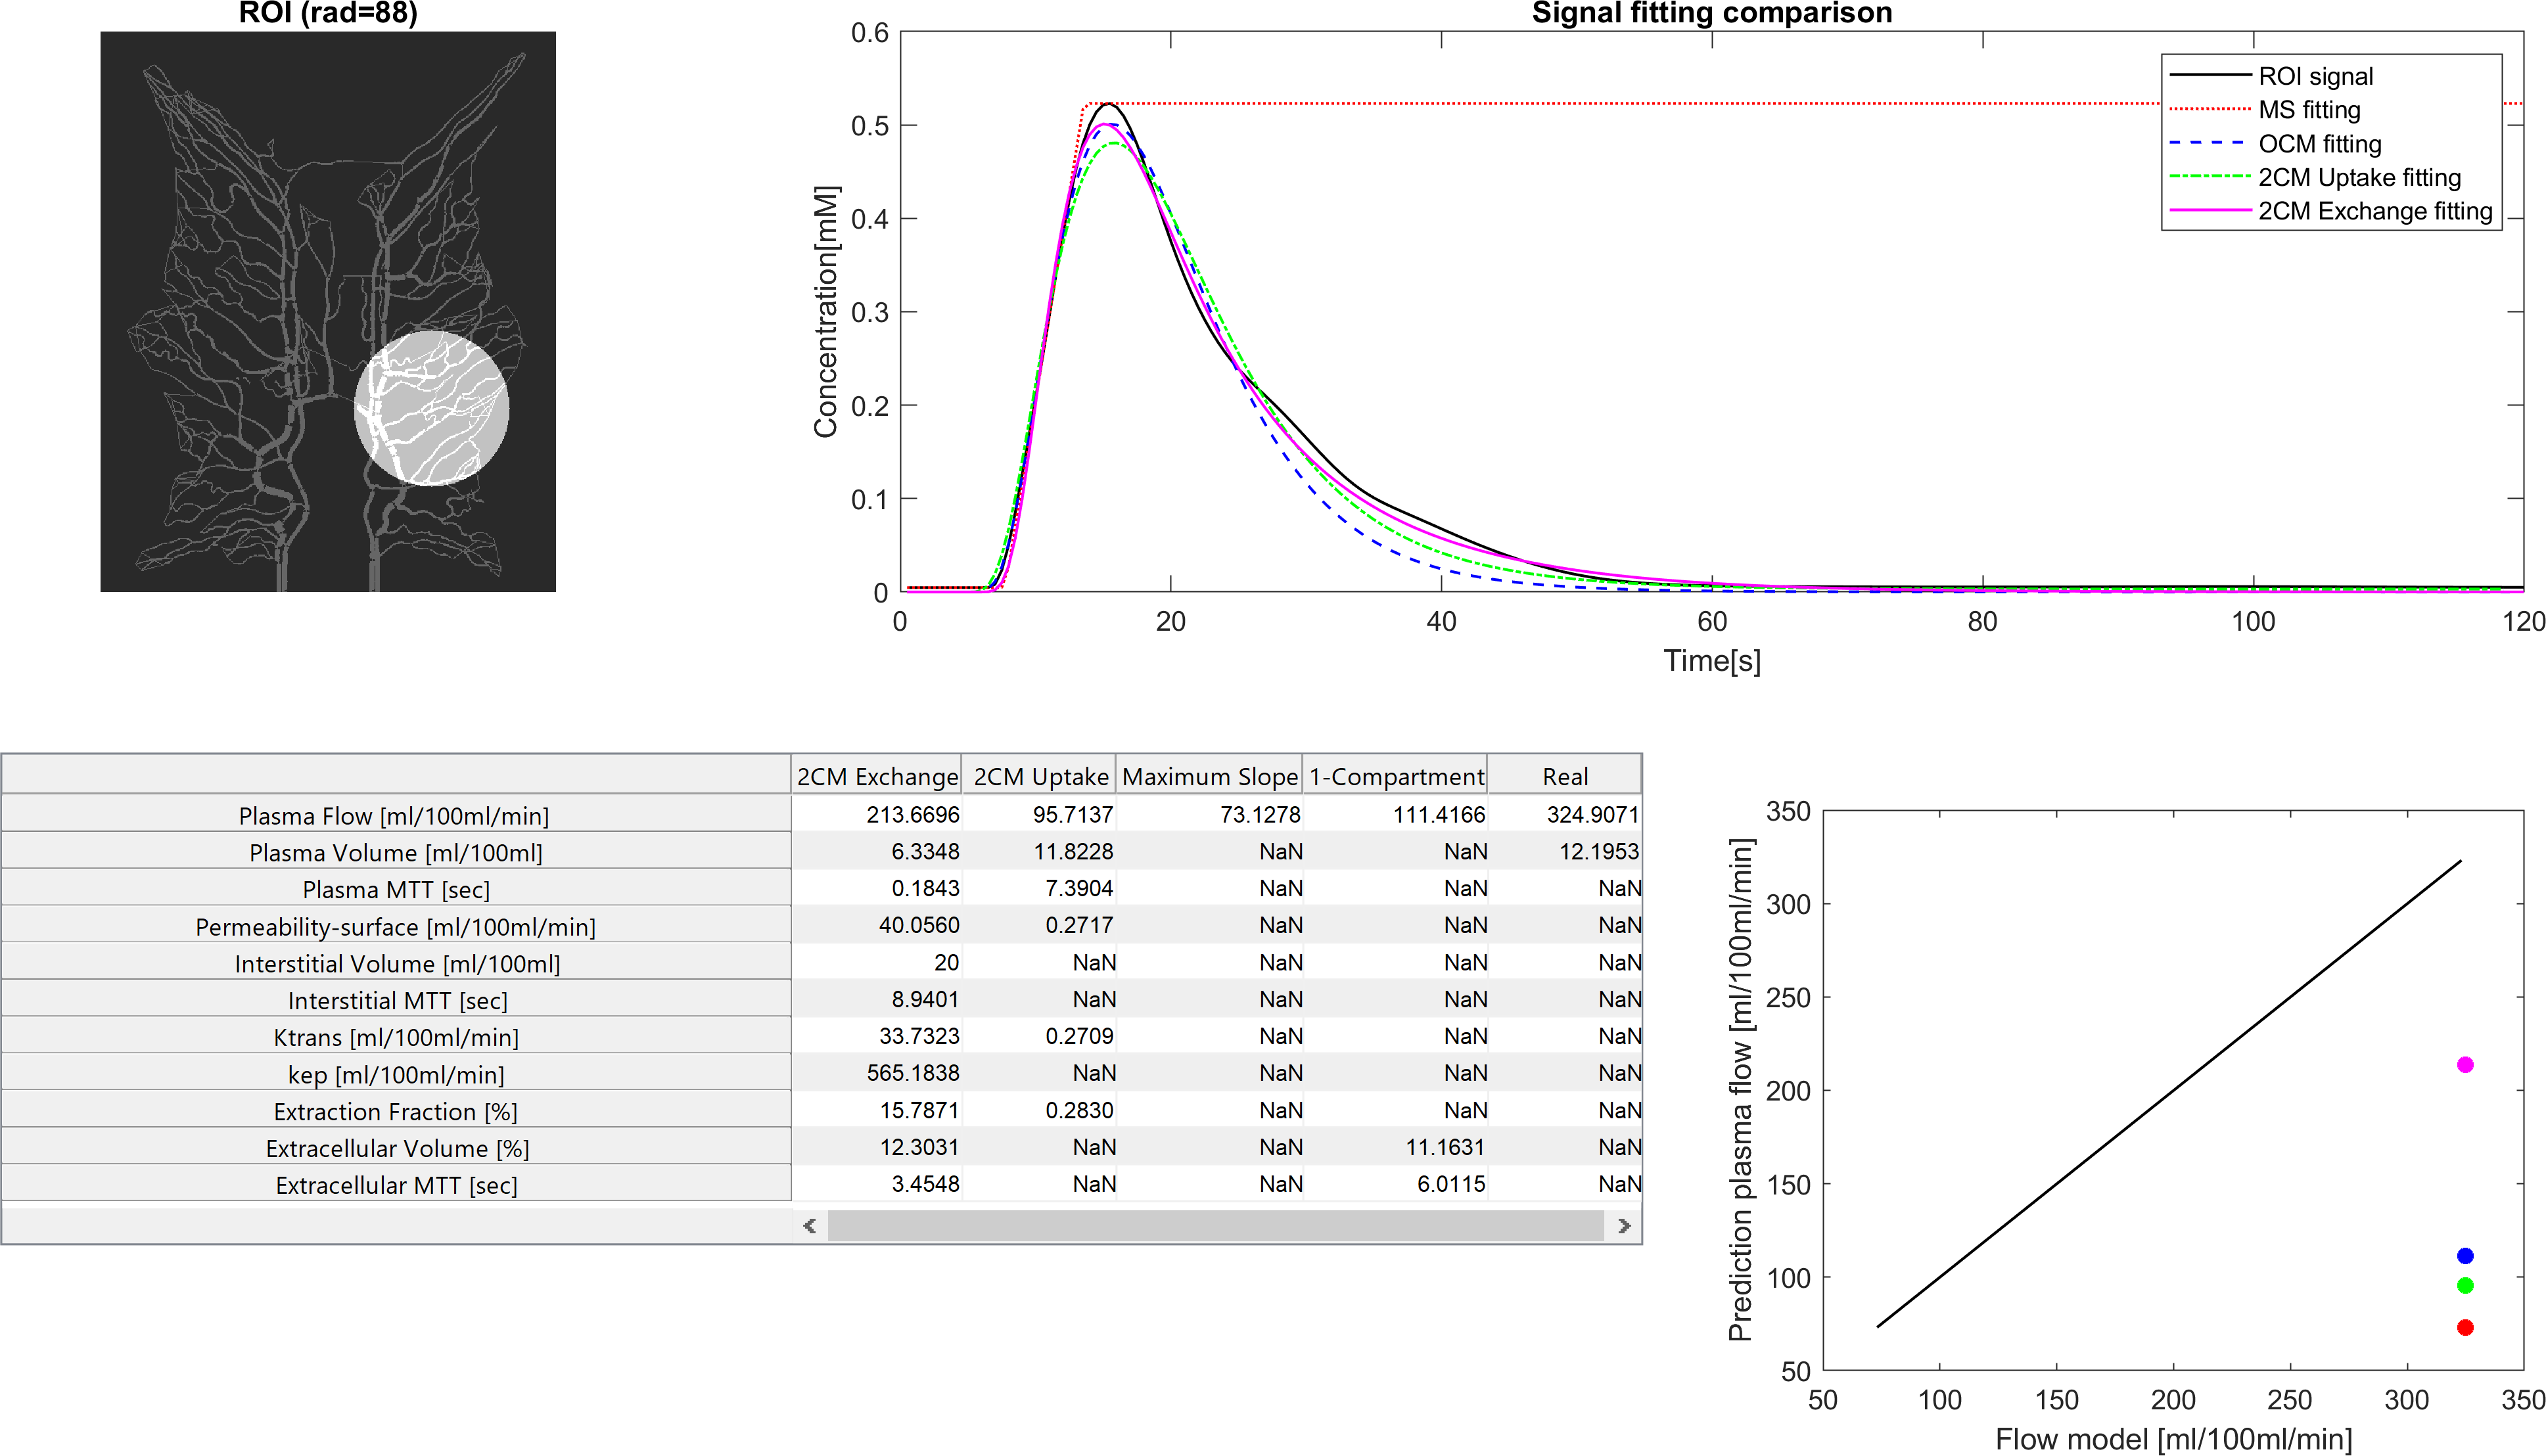 ROI (rad=88)
Signal fitting comparison
0.6
0.5
0.4
0.3
0.2
0.1
0
Concentration[mM]
0 20 40 60 80 100 120
Time[s]
ROI signal
MS fitting
OCM fitting
2CM Uptake fitting
2CM Exchange fitting
2CM Exchange 2CM Uptake Maximum Slope 1-Compartment Real
Plasma Flow [ml/100ml/min] 213.6696 95.7137 73.1278 111.4166 324.9071
Plasma Volume [ml/100ml] 6.3348 11.8228 NaN NaN 12.1953
Plasma MTT [sec] 0.1843 7.3904 NaN NaN NaN
Permeability-surface [ml/100ml/min] 40.0560 0.2717 NaN NaN NaN
Interstitial Volume [ml/100ml] 20 NaN NaN NaN NaN
Interstitial MTT [sec] 8.9401 NaN NaN NaN NaN
Ktrans [ml/100ml/min] 33.7323 0.2709 NaN NaN NaN
kep [ml/100ml/min] 565.1838 NaN NaN NaN NaN
Extraction Fraction [%] 15.7871 0.2830 NaN NaN NaN
Extracellular Volume [%] 12.3031 NaN NaN 11.1631 NaN
Extracellular MTT [sec] 3.4548 NaN NaN 6.0115 NaN
350
300
250
200
150
100
50
Prediction plasma flow [ml/100ml/min]
50 100 150 200 250 300 350
Flow model [ml/100ml/min]